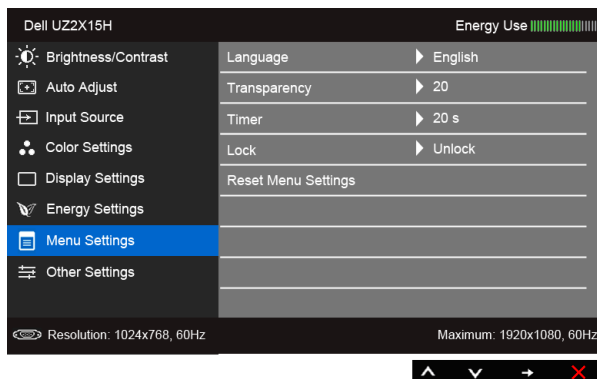 Dell UZ2X15H Energy Use
Brightness/Contrast Language English
Auto Adjust Transparency 20
Input Source Timer 20 s
Color Settings Lock Unlock
Display Settings Reset Menu Settings
Energy Settings
Menu Settings
Other Settings
Resolution: 1024x768, 60Hz Maximum: 1920x1080, 60Hz